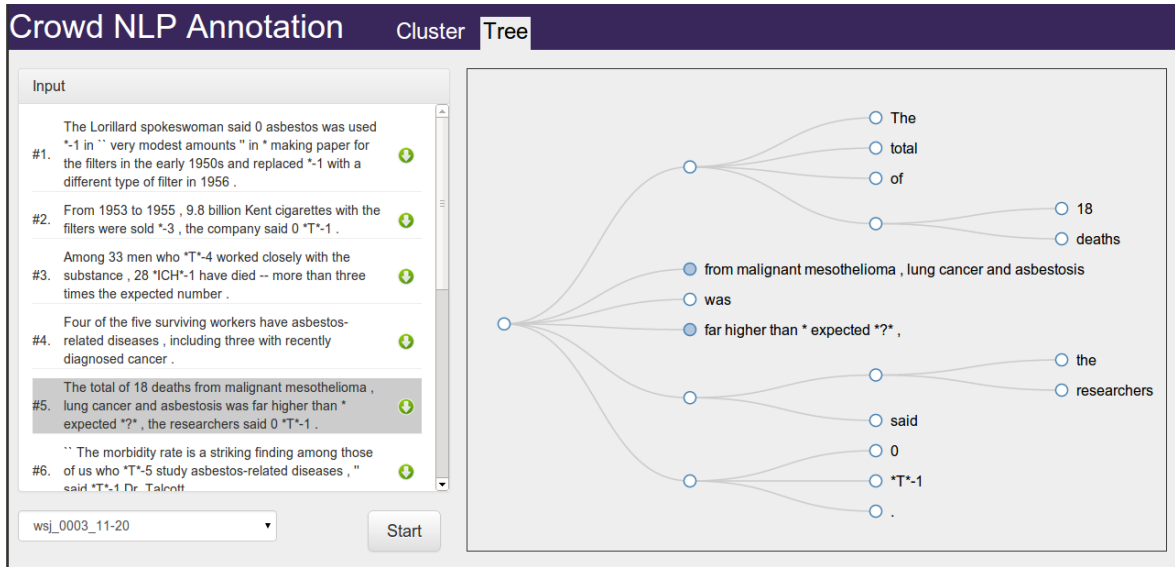 Crowd NLP Annotation Cluster Tree
Input
#1. The Lorillard spokeswoman said 0 asbestos was used
*-1 in `` very modest amounts '' in * making paper for
the filters in the early 1950s and replaced *-1 with a
different type of filter in 1956 .
#2. From 1953 to 1955 , 9.8 billion Kent cigarettes with the
filters were sold *-3 , the company said 0 *T*-1 .
#3. Among 33 men who *T*-4 worked closely with the
substance , 28 *ICH*-1 have died -- more than three
times the expected number .
#4. Four of the five surviving workers have asbestos-
related diseases , including three with recently
diagnosed cancer .
#5. The total of 18 deaths from malignant mesothelioma ,
lung cancer and asbestosis was far higher than *
expected *?* , the researchers said 0 *T*-1 .
#6. `` The morbidity rate is a striking finding among those
of us who *T*-5 study asbestos-related diseases , ''
said *T*-1 Dr. Talcott
wsj_0003_11-20
Start
The
total
of
18
deaths
from malignant mesothelioma , lung cancer and asbestosis
was
far higher than * expected *?* ,
the
researchers
said
0
*T*-1
.